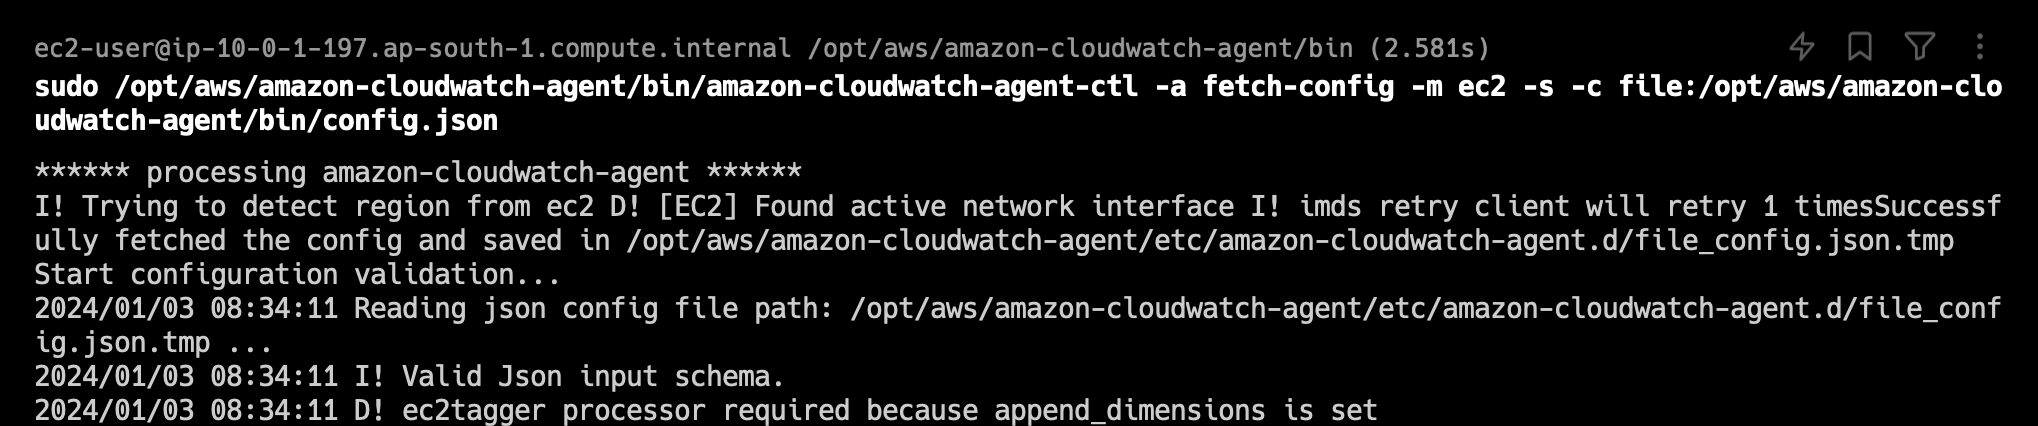 ec2-user@ip-10-0-1-197.ap-south-1.compute.internal /opt/aws/amazon-cloudwatch-agent/bin (2.581s)
sudo /opt/aws/amazon-cloudwatch-agent/bin/amazon-cloudwatch-agent-ctl -a fetch-config -m ec2 -s -c file:/opt/aws/amazon-clo
udwatch-agent/bin/config.json
****** processing amazon-cloudwatch-agent ******
I! Trying to detect region from ec2 D! [EC2] Found active network interface I! imds retry client will retry 1 timesSuccessf
ully fetched the config and saved in /opt/aws/amazon-cloudwatch-agent/etc/amazon-cloudwatch-agent.d/file_config.json.tmp
Start configuration validation...
2024/01/03 08:34:11 Reading json config file path: /opt/aws/amazon-cloudwatch-agent/etc/amazon-cloudwatch-agent.d/file_conf
ig.json.tmp ...
2024/01/03 08:34:11 I! Valid Json input schema.
2024/01/03 08:34:11 D! ec2tagger processor required because append_dimensions is set